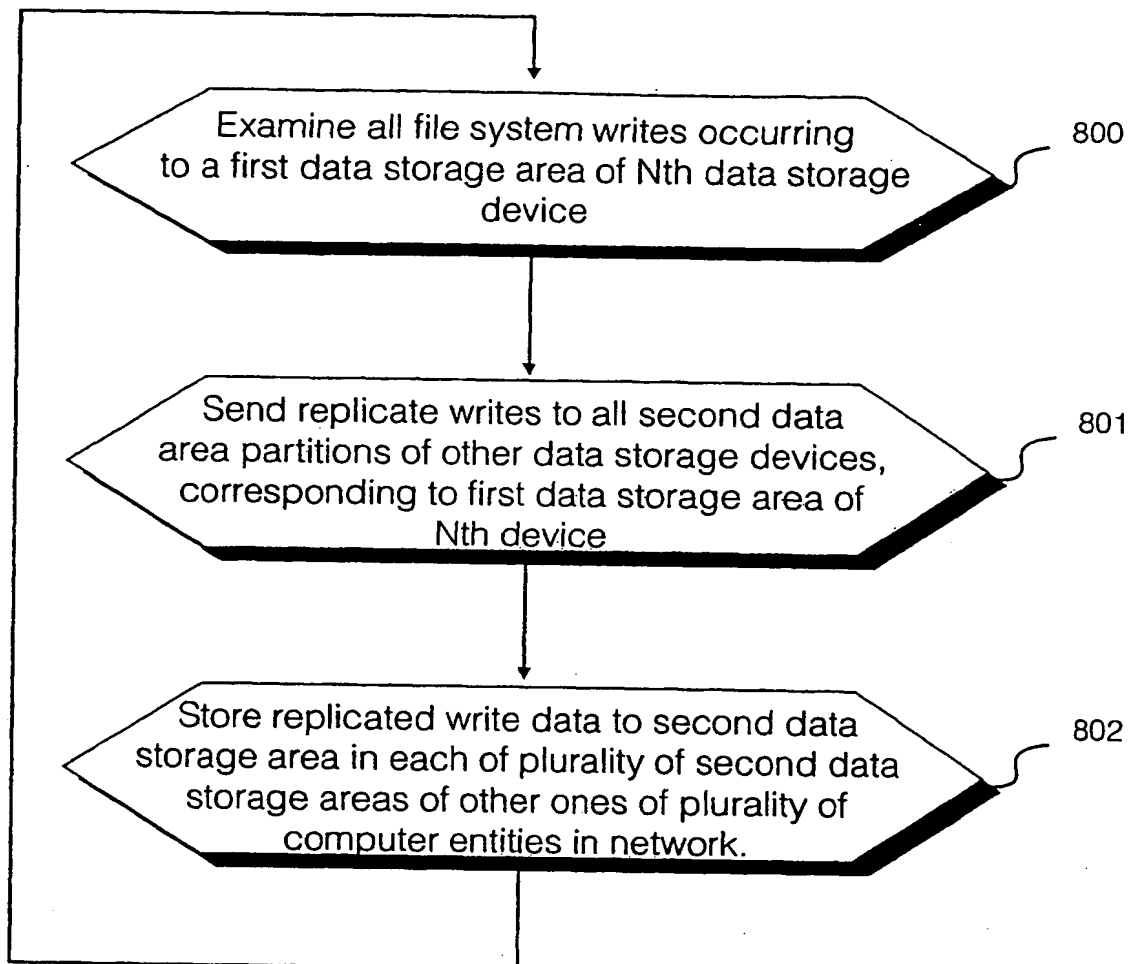 Examine all file system writes occurring
to a first data storage area of Nth data storage
device
800
Send replicate writes to all second data
area partitions of other data storage devices,
corresponding to first data storage area of
Nth device
801
Store replicated write data to second data
storage area in each of plurality of second data
storage areas of other ones of plurality of
computer entities in network.
802